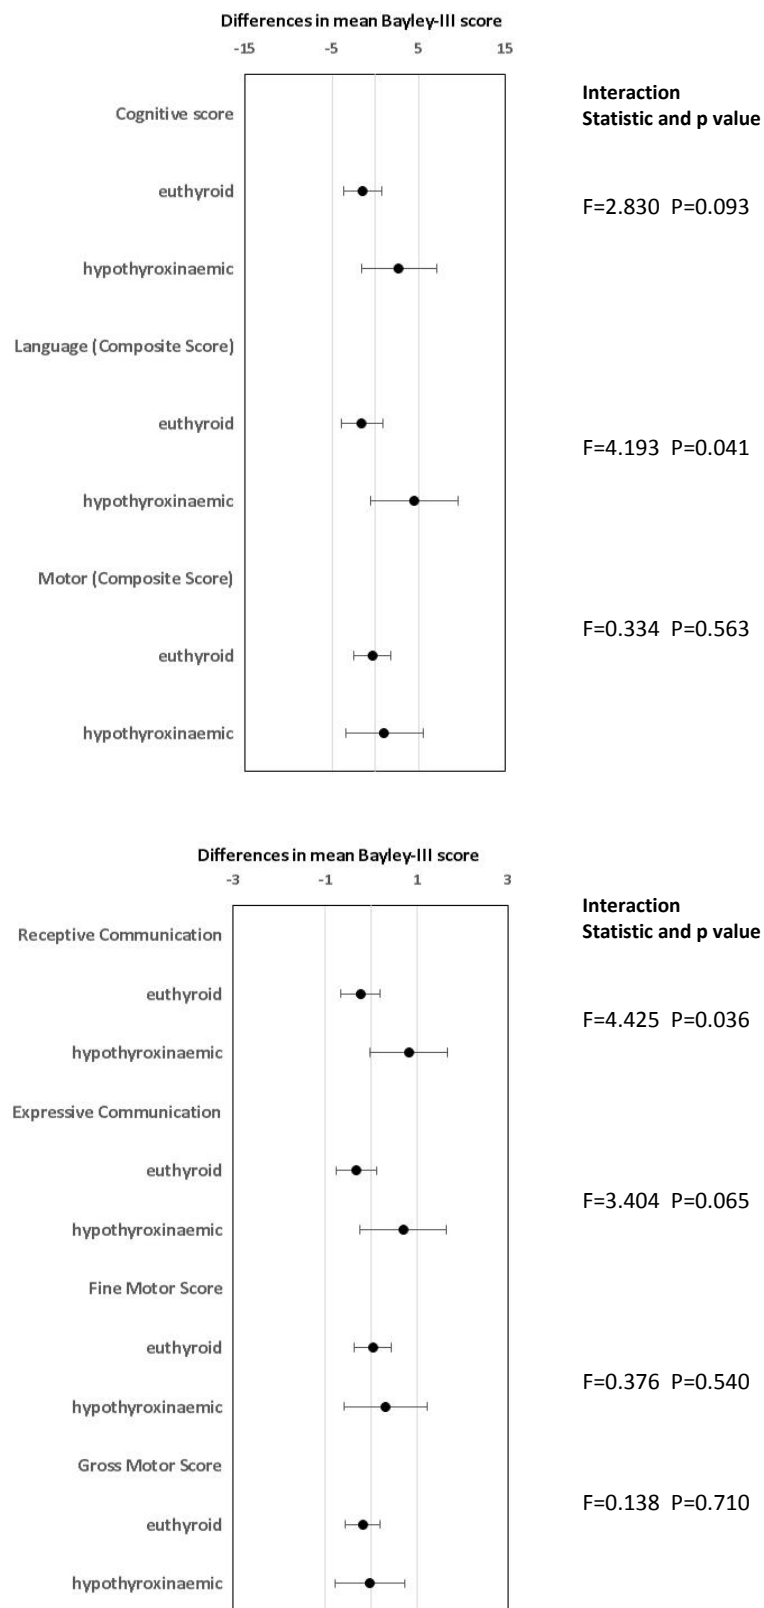 Differences in mean Bayley-III score
-15 -5 5 15
Interaction
Statistic and p value
Cognitive score
euthyroid
F=2.830 P=0.093
hypothyroxinaemic
Language (Composite Score)
euthyroid
F=4.193 P=0.041
hypothyroxinaemic
Motor (Composite Score)
F=0.334 P=0.563
euthyroid
hypothyroxinaemic
Differences in mean Bayley-III score
-3 -1 1 3
Interaction
Statistic and p value
Receptive Communication
euthyroid
F=4.425 P=0.036
hypothyroxinaemic
Expressive Communication
euthyroid
F=3.404 P=0.065
hypothyroxinaemic
Fine Motor Score
euthyroid
F=0.376 P=0.540
hypothyroxinaemic
Gross Motor Score
F=0.138 P=0.710
euthyroid
hypothyroxinaemic